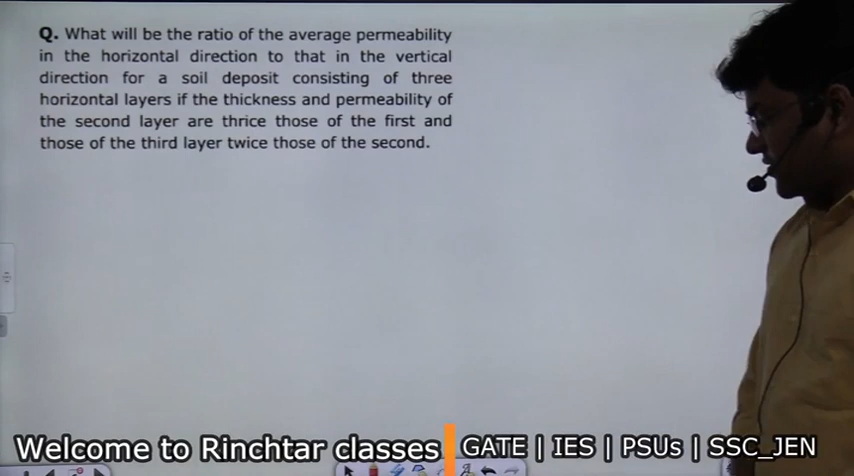 Q. What will be the ratio of the average permeability
in the horizontal direction to that in the vertical
direction for a soil deposit consisting of three
horizontal layers if the thickness and permeability of
the second layer are thrice those of the first and
those of the third layer twice those of the second.
Welcome to Rinchtar classes GATE | IES | PSUs | SSC_JEN